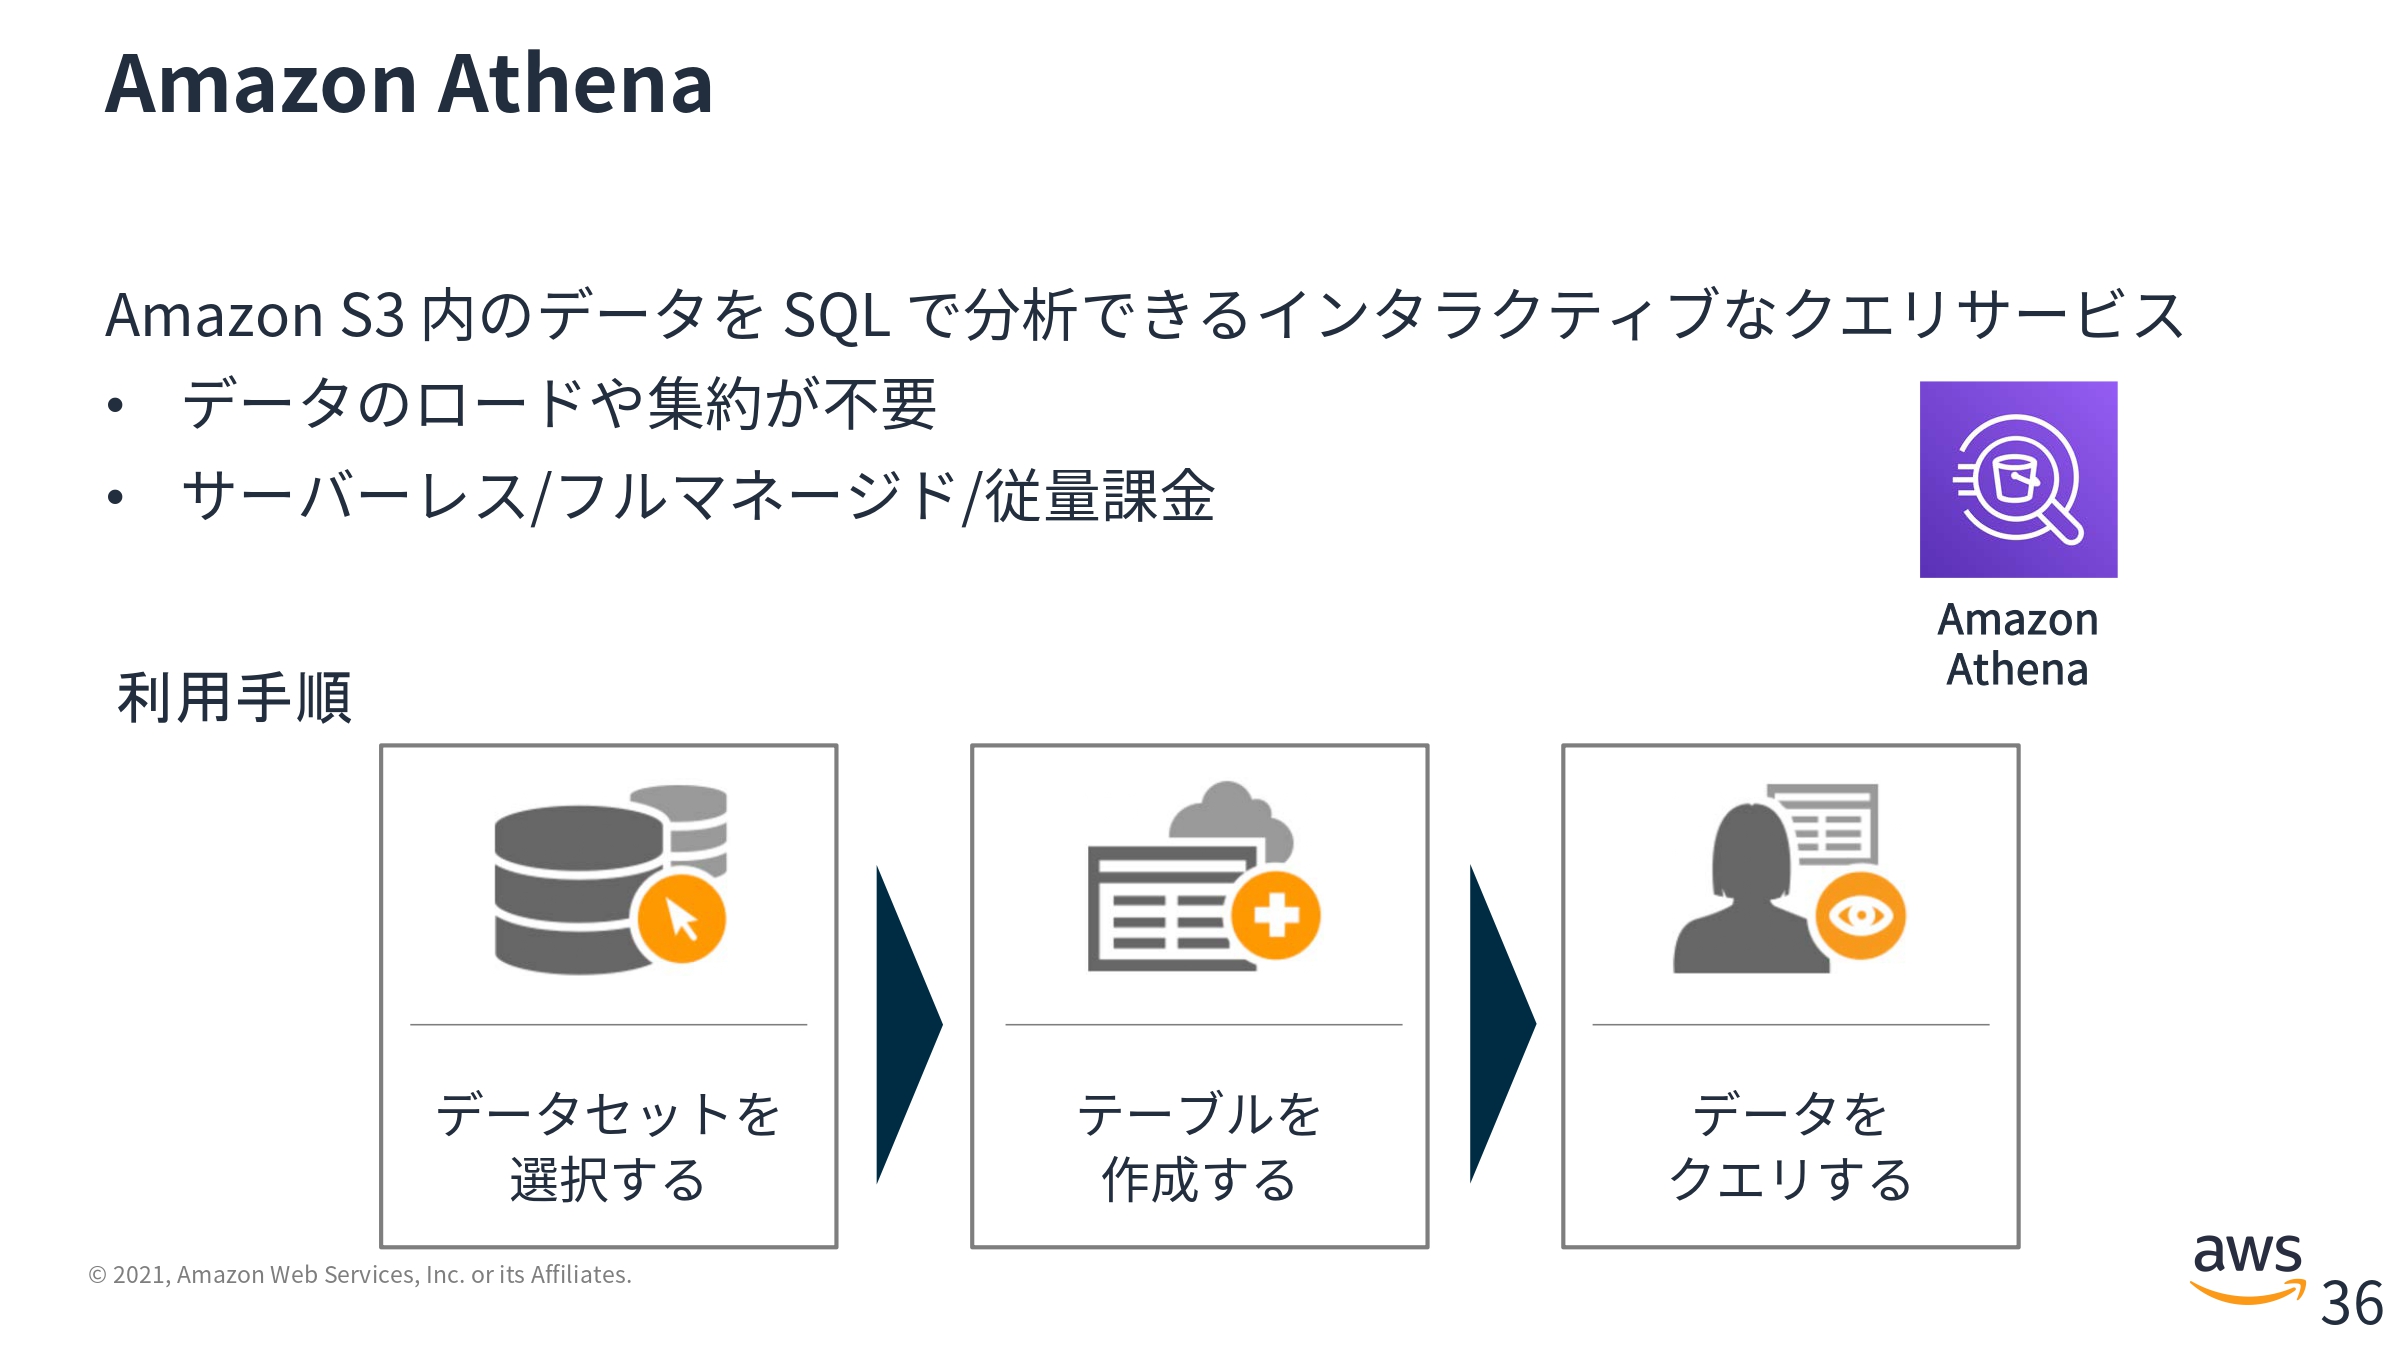 Amazon Athena
Amazon S3 内のデータを SQL で分析できるインタラクティブなクエリサービス
• データのロードや集約が不要
• サーバーレス/フルマネージド/従量課金
Amazon
Athena
利用手順
データセットを
選択する
テーブルを
作成する
データを
クエリする
© 2021, Amazon Web Services, Inc. or its Affiliates.
aws
36